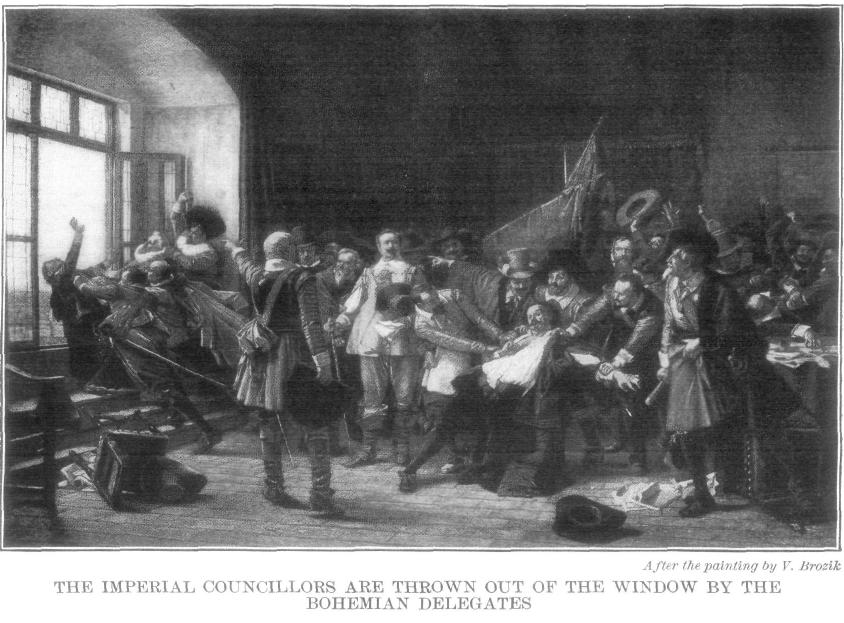 After the painting by V. Brozik
THE IMPERIAL COUNCILLORS ARE THROWN OUT OF THE WINDOW BY THE
BOHEMIAN DELEGATES